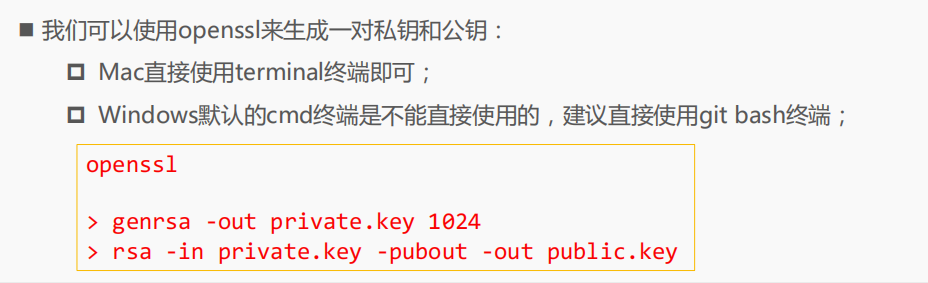 ■ 我们可以使用openssl来生成一对私钥和公钥：
Mac直接使用terminal终端即可；
Windows默认的cmd终端是不能直接使用的，建议直接使用git bash终端；
openssl
> genrsa -out private.key 1024
> rsa -in private.key -pubout -out public.key